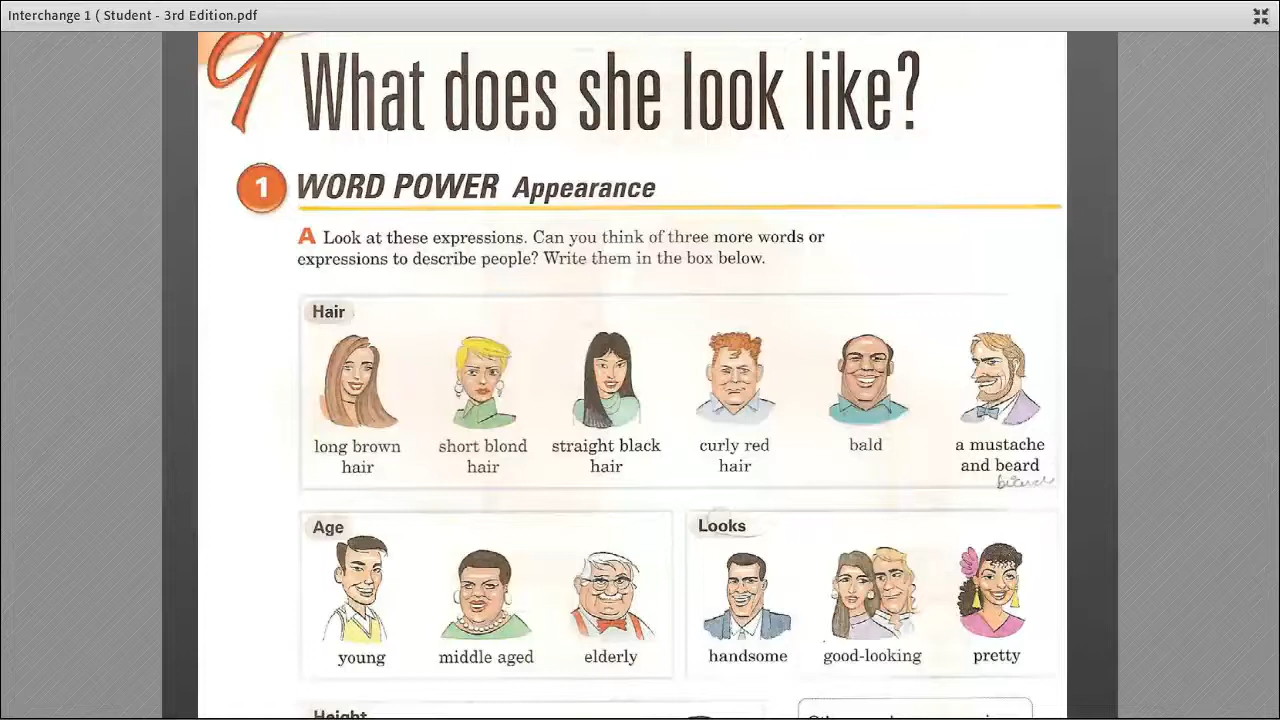 Interchange 1 ( Student - 3rd Edition.pdf
9
What does she look like?
1 WORD POWER Appearance
A Look at these expressions. Can you think of three more words or
expressions to describe people? Write them in the box below.
Hair
long brown
hair
short blond
hair
straight black
hair
curly red
hair
bald
a mustache
and beard
Age
young
middle aged
elderly
Looks
handsome
good-looking
pretty
Height